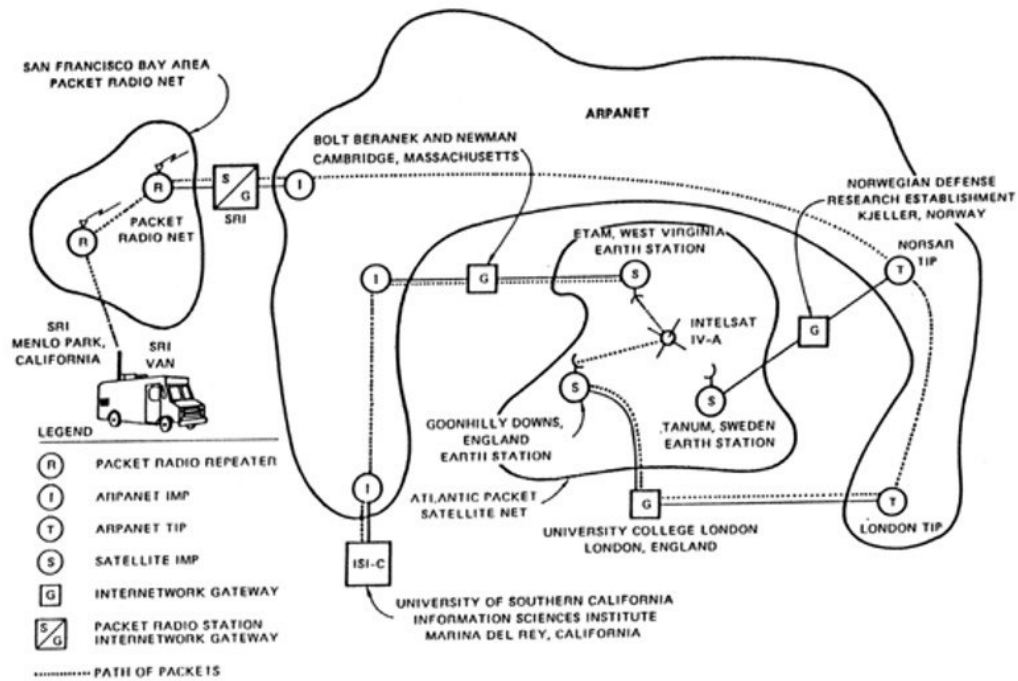 SAN FRANCISCO BAY AREA
PACKET RADIO NET
ARPANET
BOLT BERANEK AND NEWMAN
CAMBRIDGE, MASSACHUSETTS
NORWEGIAN DEFENSE
RESEARCH ESTABLISHMENT
KJELLER, NORWAY
R
S/G
I
SRI
PACKET
RADIO NET
R
ETAM, WEST VIRGINIA
EARTH STATION
NORSAR
TIP
T
I
G
S
INTELSAT
IV-A
G
SRI
MENLO PARK,
CALIFORNIA
SRI
VAN
S
S
GOONHILLY DOWNS,
ENGLAND
EARTH STATION
TANUM, SWEDEN
EARTH STATION
I
ATLANTIC PACKET
SATELLITE NET
G
T
UNIVERSITY COLLEGE LONDON
LONDON, ENGLAND
LONDON TIP
ISI-C
UNIVERSITY OF SOUTHERN CALIFORNIA
INFORMATION SCIENCES INSTITUTE
MARINA DEL REY, CALIFORNIA
LEGEND
R PACKET RADIO REPEATER
I ARPANET IMP
T ARPANET TIP
S SATELLITE IMP
G INTERNETWORK GATEWAY
S/G PACKET RADIO STATION
INTERNETWORK GATEWAY
PATH OF PACKETS